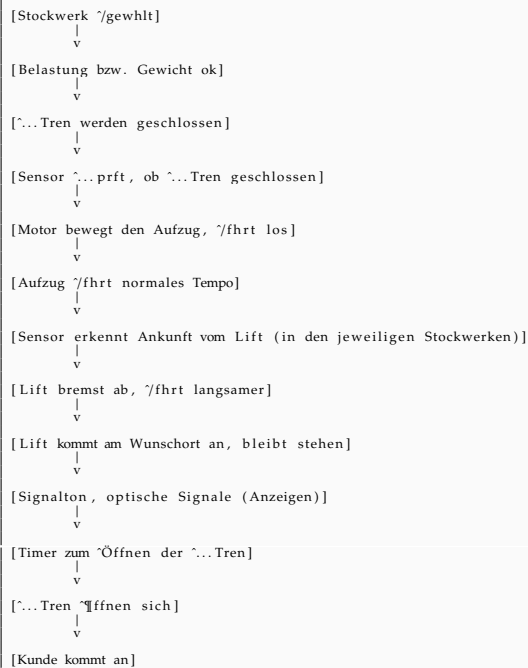 [Stockwerk ˆ/gewhlt]
|
v
[Belastung bzw. Gewicht ok]
|
v
[ˆ...Tren werden geschlossen]
|
v
[Sensor ˆ...prft, ob ˆ...Tren geschlossen]
|
v
[Motor bewegt den Aufzug, ˆ/fhrt los]
|
v
[Aufzug ˆ/fhrt normales Tempo]
|
v
[Sensor erkennt Ankunft vom Lift (in den jeweiligen Stockwerken)]
|
v
[Lift bremst ab, ˆ/fhrt langsamer]
|
v
[Lift kommt am Wunschort an, bleibt stehen]
|
v
[Signalton, optische Signale (Anzeigen)]
|
v
[Timer zum ˆÖffnen der ˆ...Tren]
|
v
[ˆ...Tren ˆ¶ffnen sich]
|
v
[Kunde kommt an]